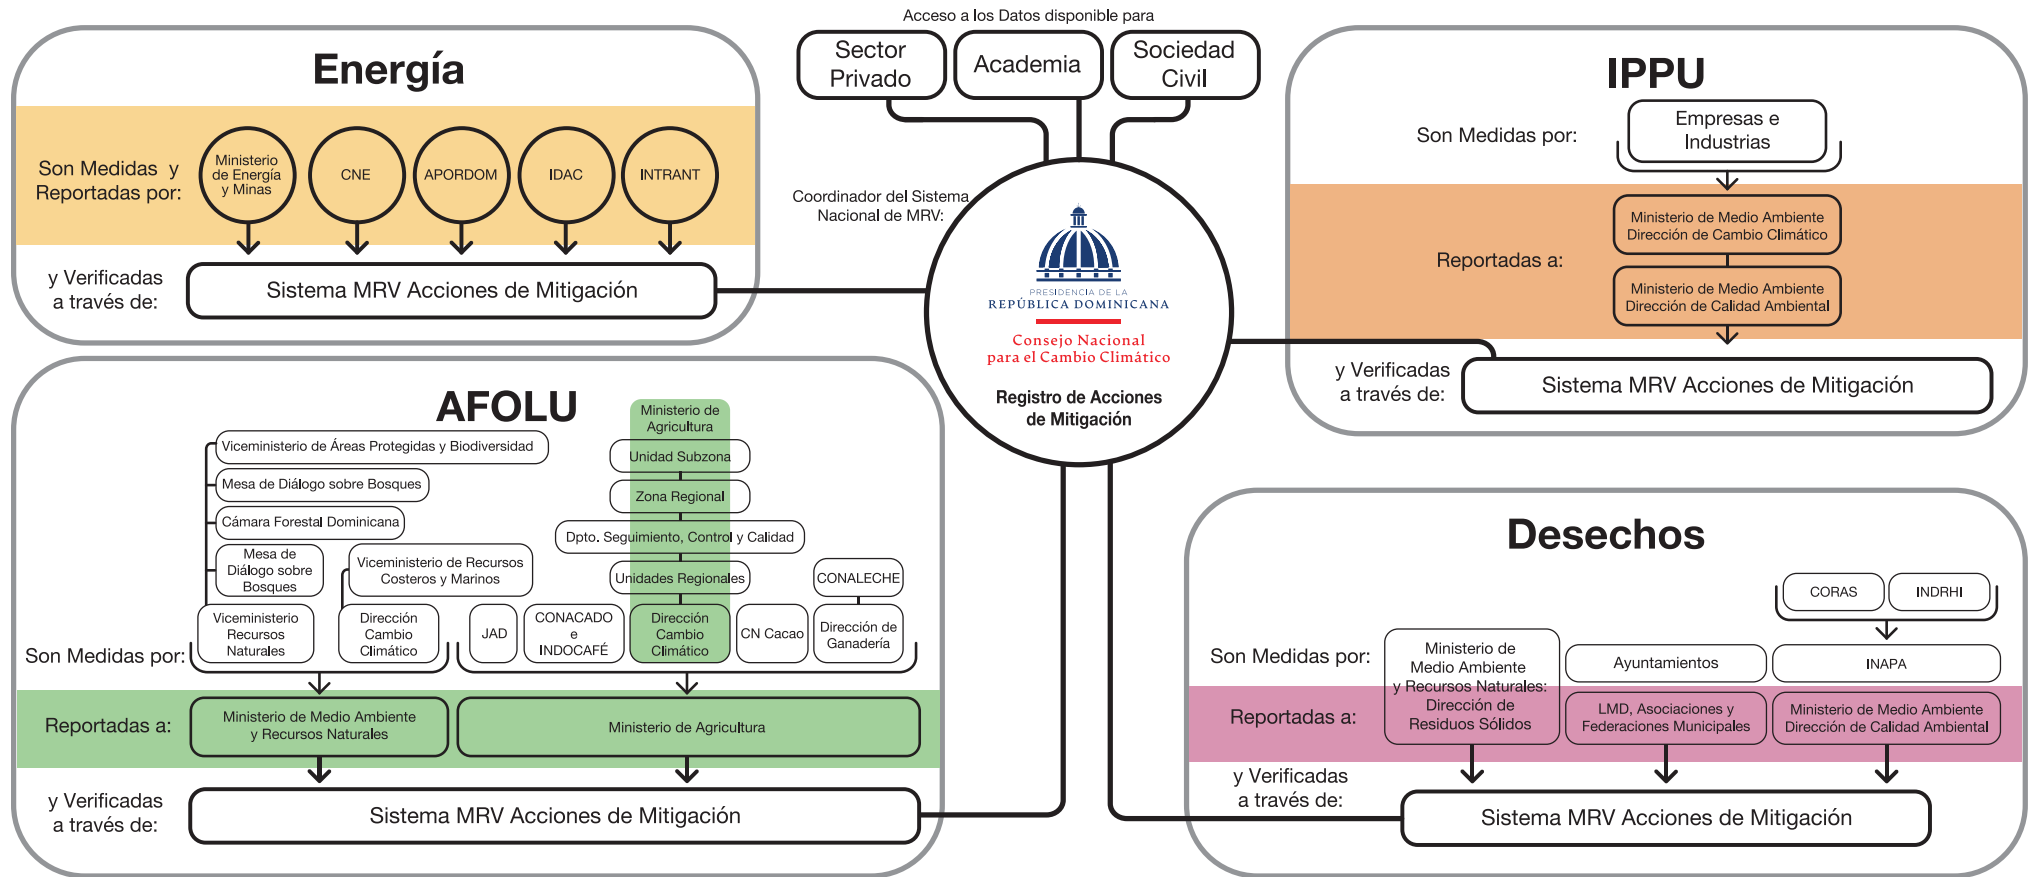 Acceso a los Datos disponible para
Sector
Privado
Academia
Sociedad
Civil
Energía
Son Medidas y
Reportadas por:
Ministerio
de Energía
y Minas
CNE
APORDOM
IDAC
INTRANT
y Verificadas
a través de:
Sistema MRV Acciones de Mitigación
Coordinador del Sistema
Nacional de MRV:
PRESIDENCIA DE LA
REPÚBLICA DOMINICANA
Consejo Nacional
para el Cambio Climático
Registro de Acciones
de Mitigación
IPPU
Son Medidas por:
Empresas e
Industrias
Reportadas a:
Ministerio de Medio Ambiente
Dirección de Cambio Climático
Ministerio de Medio Ambiente
Dirección de Calidad Ambiental
y Verificadas
a través de:
Sistema MRV Acciones de Mitigación
AFOLU
Viceministerio de Áreas Protegidas y Biodiversidad
Mesa de Diálogo sobre Bosques
Cámara Forestal Dominicana
Mesa de
Diálogo sobre
Bosques
Viceministerio de Recursos
Costeros y Marinos
Ministerio de
Agricultura
Unidad Subzona
Zona Regional
Dpto. Seguimiento, Control y Calidad
Unidades Regionales
CONALECHE
Son Medidas por:
Viceministerio
Recursos
Naturales
Dirección
Cambio
Climático
JAD
CONACADO
e
INDOCAFÉ
Dirección
Cambio
Climático
CN Cacao
Dirección de
Ganadería
Reportadas a:
Ministerio de Medio Ambiente
y Recursos Naturales
Ministerio de Agricultura
y Verificadas
a través de:
Sistema MRV Acciones de Mitigación
Desechos
CORAS
INDRHI
Son Medidas por:
Ministerio de
Medio Ambiente
y Recursos Naturales:
Dirección de
Residuos Sólidos
Ayuntamientos
INAPA
Reportadas a:
LMD, Asociaciones y
Federaciones Municipales
Ministerio de Medio Ambiente
Dirección de Calidad Ambiental
y Verificadas
a través de:
Sistema MRV Acciones de Mitigación